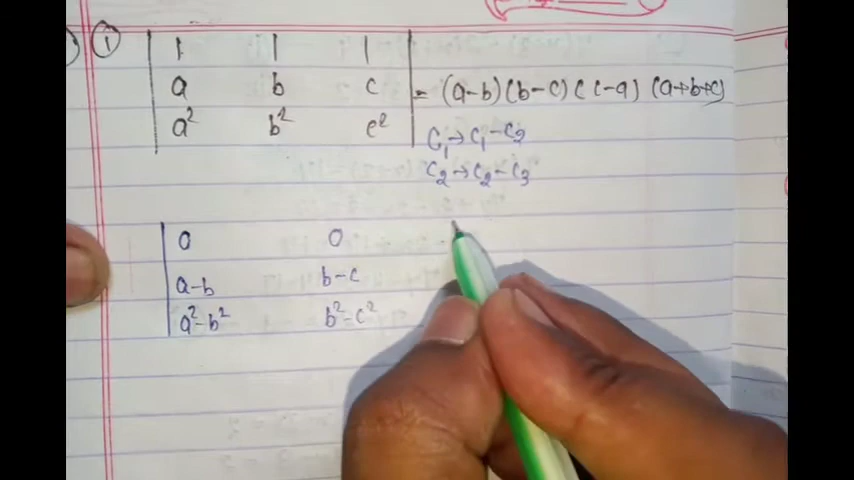 ① | 1 1 1 |
a b c = (a-b)(b-c)(c-a) (a+b+c)
a² b² c²
C₁→C₁-C₂
C₂→C₂-C₃
0 0
a-b b-c
a²-b² b²-c²